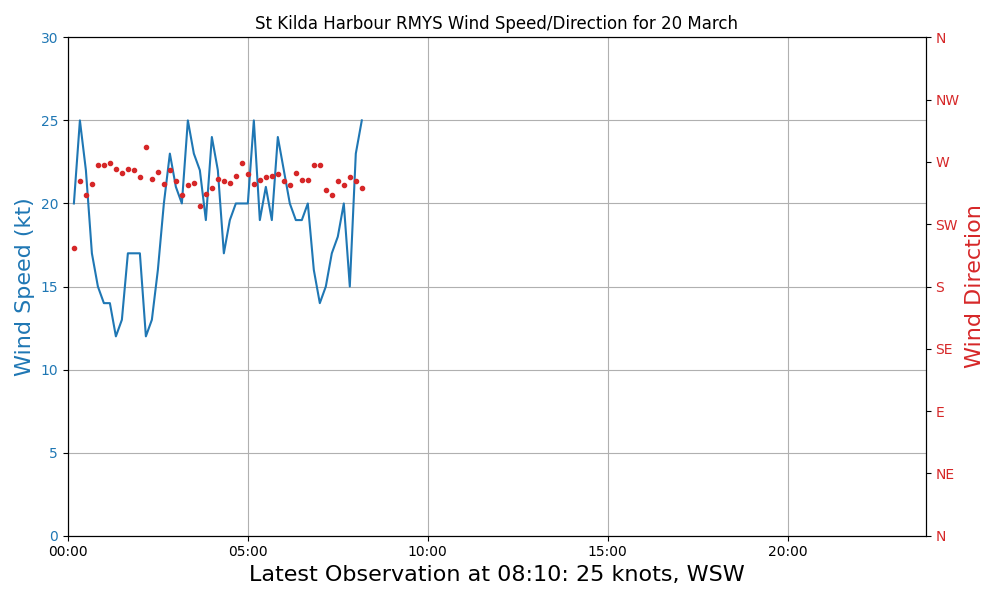 St Kilda Harbour RMYS Wind Speed/Direction for 20 March
30
25
20
15
10
5
0
Wind Speed (kt)
N
NW
W
SW
S
SE
E
NE
N
Wind Direction
00:00 05:00 10:00 15:00 20:00
Latest Observation at 08:10: 25 knots, WSW